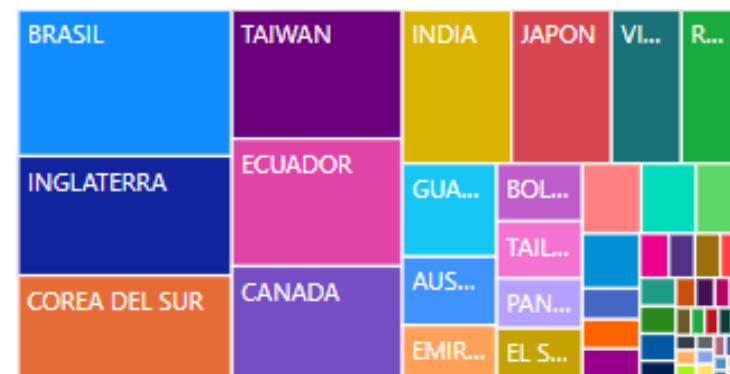 BRASIL
INGLATERRA
COREA DEL SUR
TAIWAN
ECUADOR
CANADA
INDIA
JAPON
VI...
R...
GUA...
AUS...
EMIR...
BOL...
TAIL...
PAN...
EL S...